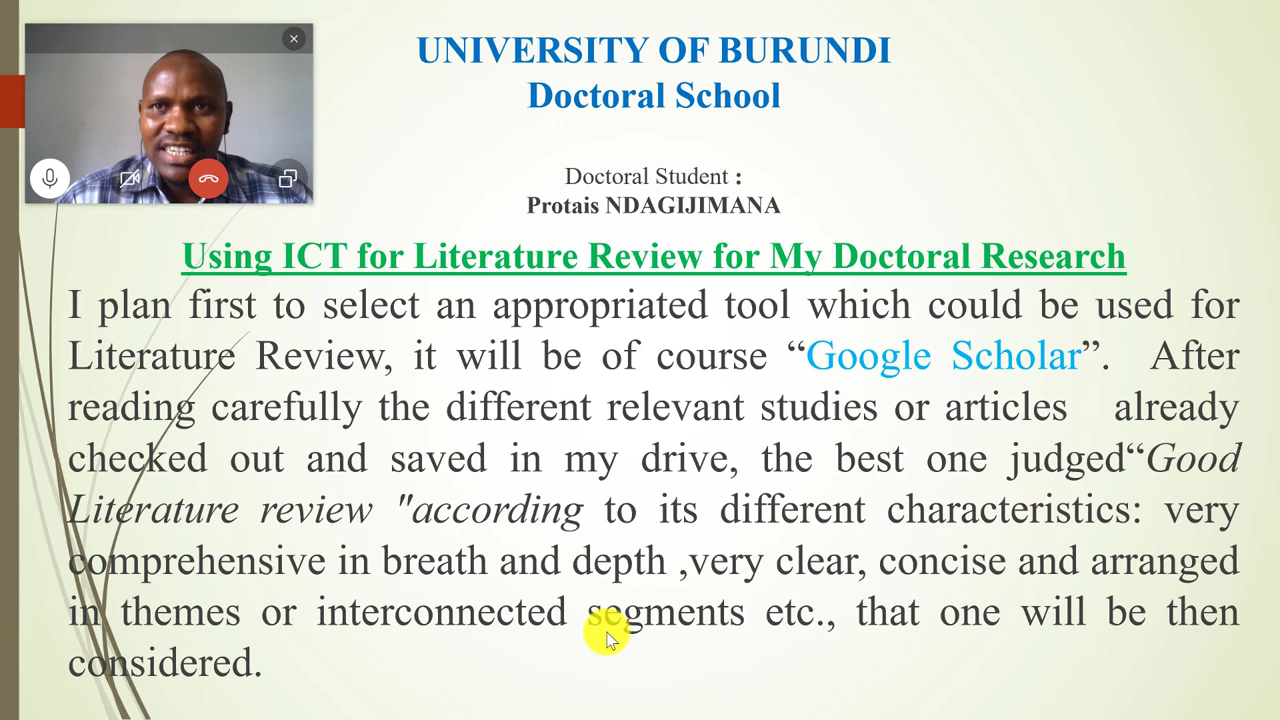 UNIVERSITY OF BURUNDI
Doctoral School
Doctoral Student :
Protais NDAGIJIMANA
Using ICT for Literature Review for My Doctoral Research
I plan first to select an appropriated tool which could be used for
Literature Review, it will be of course “Google Scholar”. After
reading carefully the different relevant studies or articles already
checked out and saved in my drive, the best one judged“Good
Literature review "according to its different characteristics: very
comprehensive in breath and depth ,very clear, concise and arranged
in themes or interconnected segments etc., that one will be then
considered.